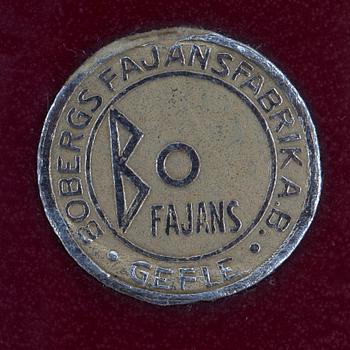 BOBERGS FAJANSFABRIK A.B.
BO
FAJANS
• GEFLE •